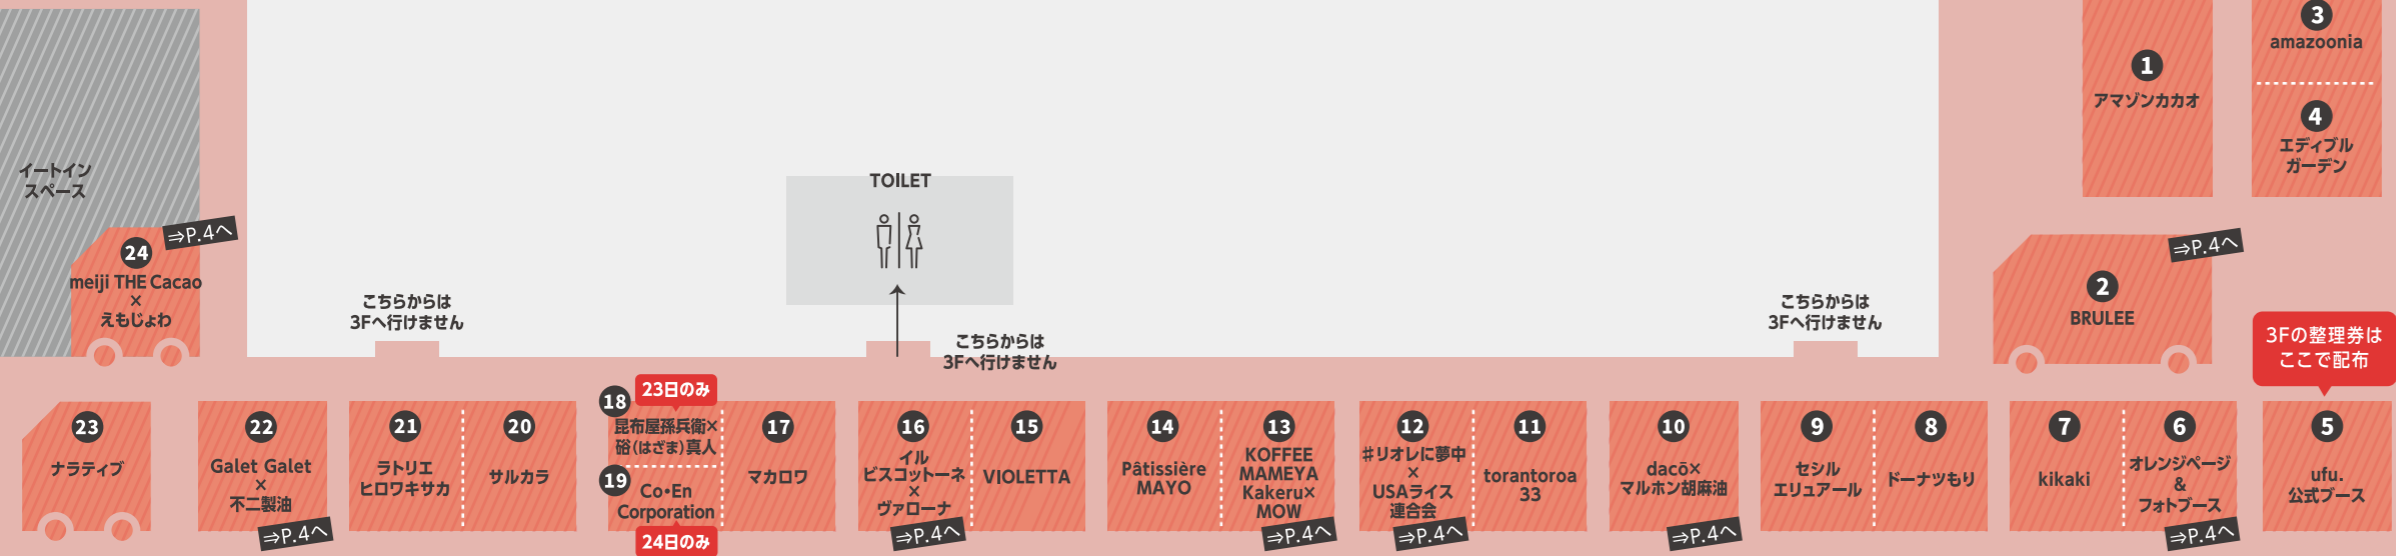 イートイン
スペース
⇒P.4へ
24
meiji THE Cacao
×
えもじょわ
こちらからは
3Fへ行けません
TOILET
こちらからは
3Fへ行けません
こちらからは
3Fへ行けません
1
アマゾンカカオ
3
amazoonia
4
エディブル
ガーデン
⇒P.4へ
2
BRULEE
3Fの整理券は
ここで配布
23
ナラティブ
22
Galet Galet
×
不二製油
⇒P.4へ
21
ラトリエ
ヒロワキサカ
20
サルカラ
23日のみ
18
昆布屋孫兵衛×
硲(はざま)真人
19
Co•En
Corporation
24日のみ
17
マカロワ
16
イル
ビスコットーネ
×
ヴァローナ
⇒P.4へ
15
VIOLETTA
14
Pâtissière
MAYO
13
KOFFEE
MAMEYA
Kakeru×
MOW
⇒P.4へ
12
#リオレに夢中
×
USAライス
連合会
⇒P.4へ
11
torantoroa
33
10
dacō×
マルホン胡麻油
⇒P.4へ
9
セシル
エリュアール
8
ドーナツもり
7
kikaki
6
オレンジページ
&
フォトブース
⇒P.4へ
5
ufu.
公式ブース